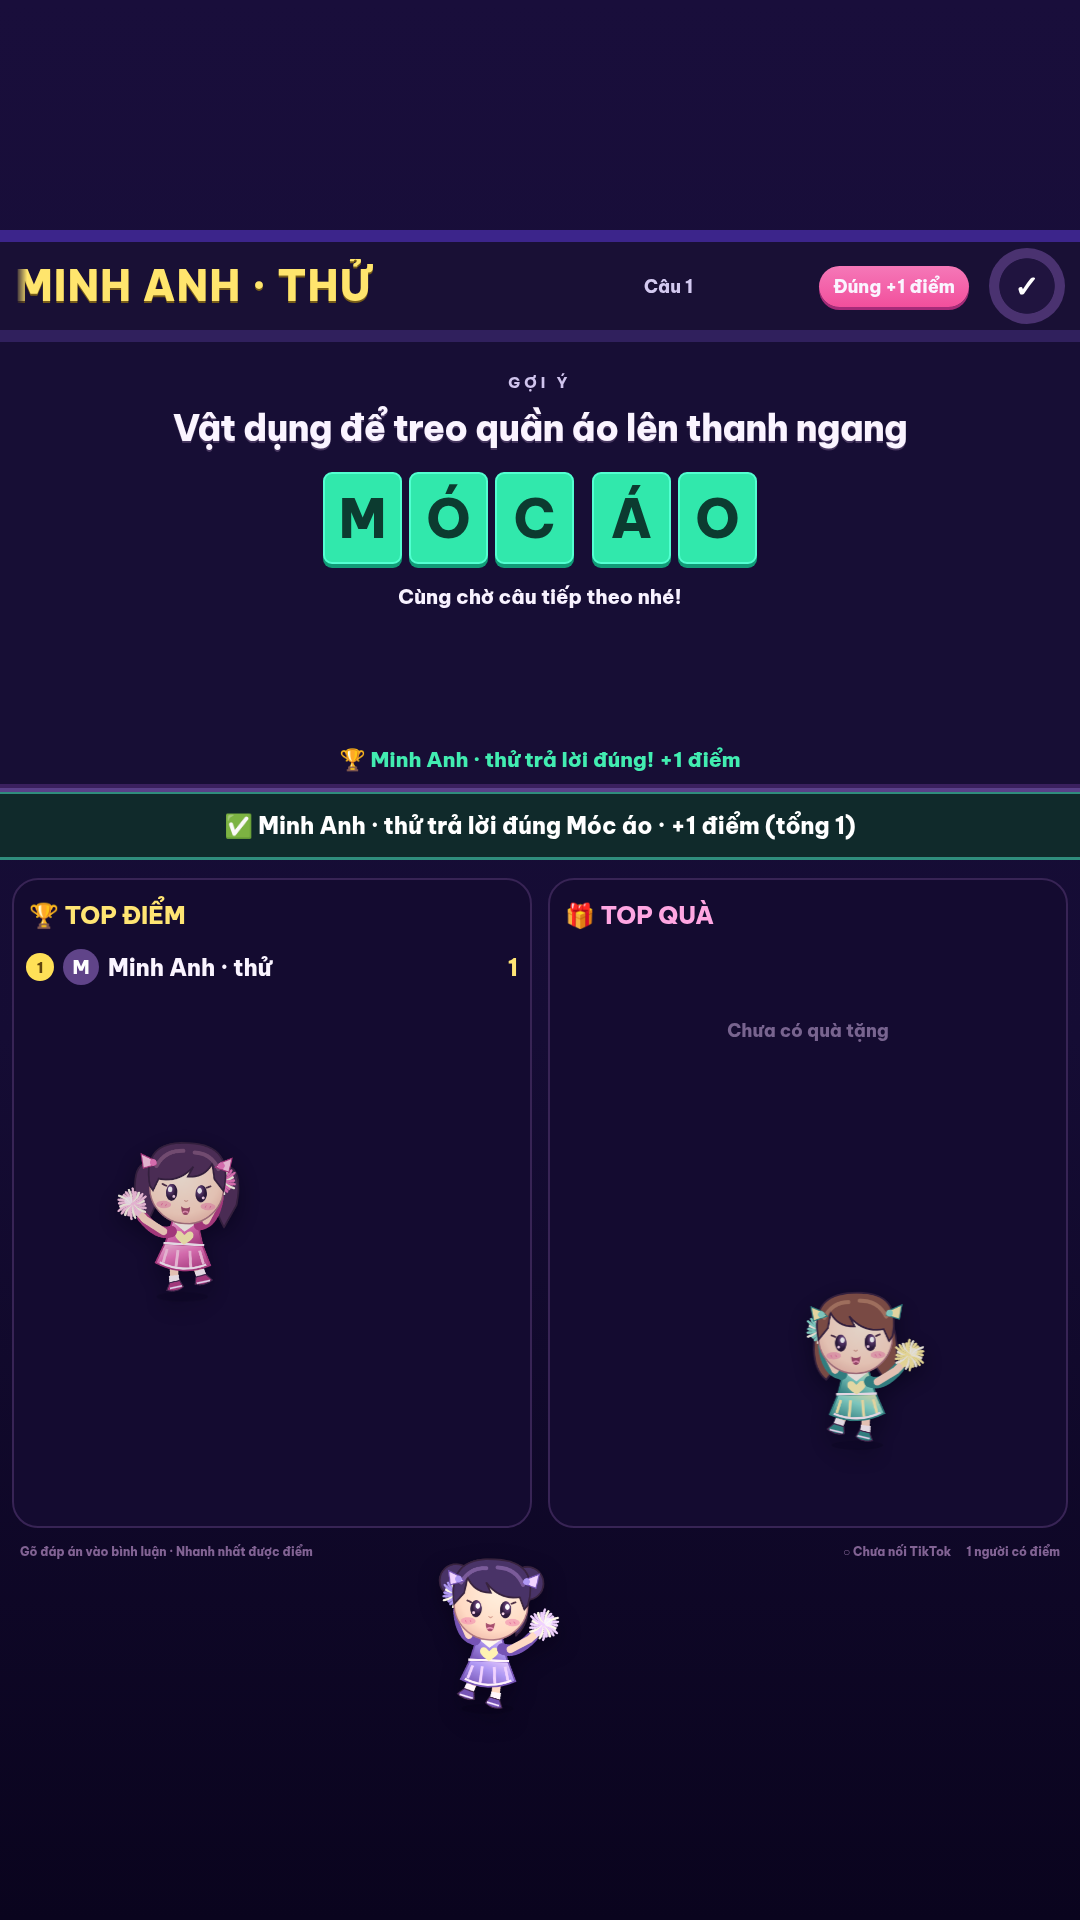 MINH ANH · THỬ
Câu 1
Đúng +1 điểm
✓
GỢI Ý
Vật dụng để treo quần áo lên thanh ngang
MÓC ÁO
Cùng chờ câu tiếp theo nhé!
🏆 Minh Anh · thử trả lời đúng! +1 điểm
✅ Minh Anh · thử trả lời đúng Móc áo · +1 điểm (tổng 1)
🏆 TOP ĐIỂM
1 M Minh Anh · thử 1
🎁 TOP QUÀ
Chưa có quà tặng
Gõ đáp án vào bình luận · Nhanh nhất được điểm
○ Chưa nối TikTok 1 người có điểm